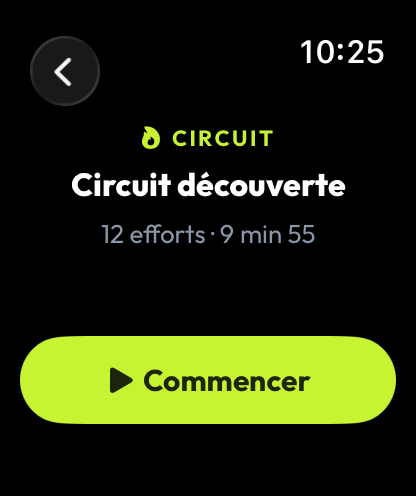 10:25
CIRCUIT
Circuit découverte
12 efforts · 9 min 55
Commencer